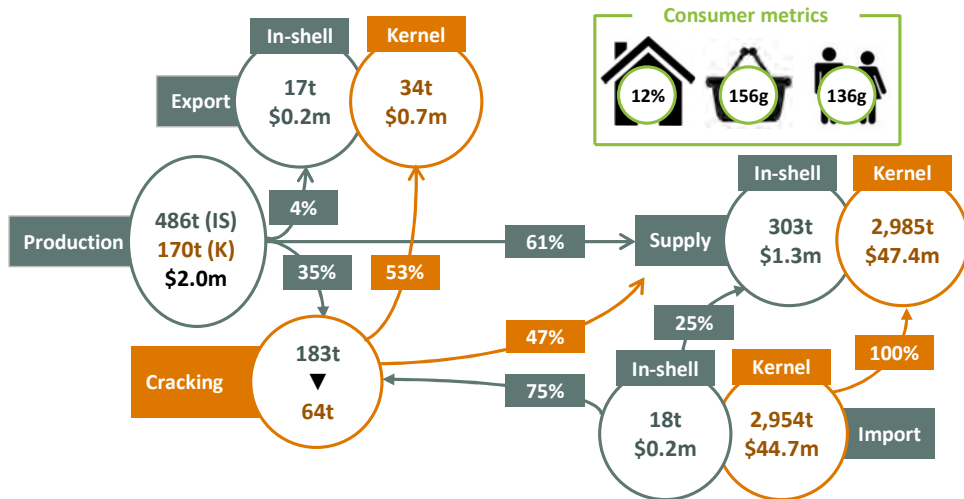 Consumer metrics
12%
156g
136g
In-shell
Kernel
Export
17t
$0.2m
34t
$0.7m
4%
Production
486t (IS)
170t (K)
$2.0m
35%
53%
61%
Supply
In-shell
Kernel
303t
$1.3m
2,985t
$47.4m
Cracking
183t
▼
64t
47%
25%
100%
75%
In-shell
Kernel
18t
$0.2m
2,954t
$44.7m
Import